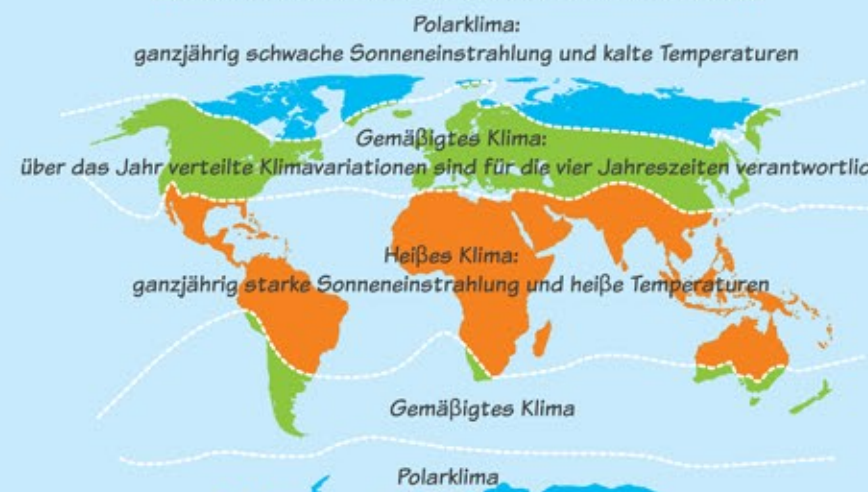 Polarklima:
ganzjährig schwache Sonneneinstrahlung und kalte Temperaturen
Gemäßigtes Klima:
über das Jahr verteilte Klimavariationen sind für die vier Jahreszeiten verantwortlic
Heißes Klima:
ganzjährig starke Sonneneinstrahlung und heiße Temperaturen
Gemäßigtes Klima
Polarklima